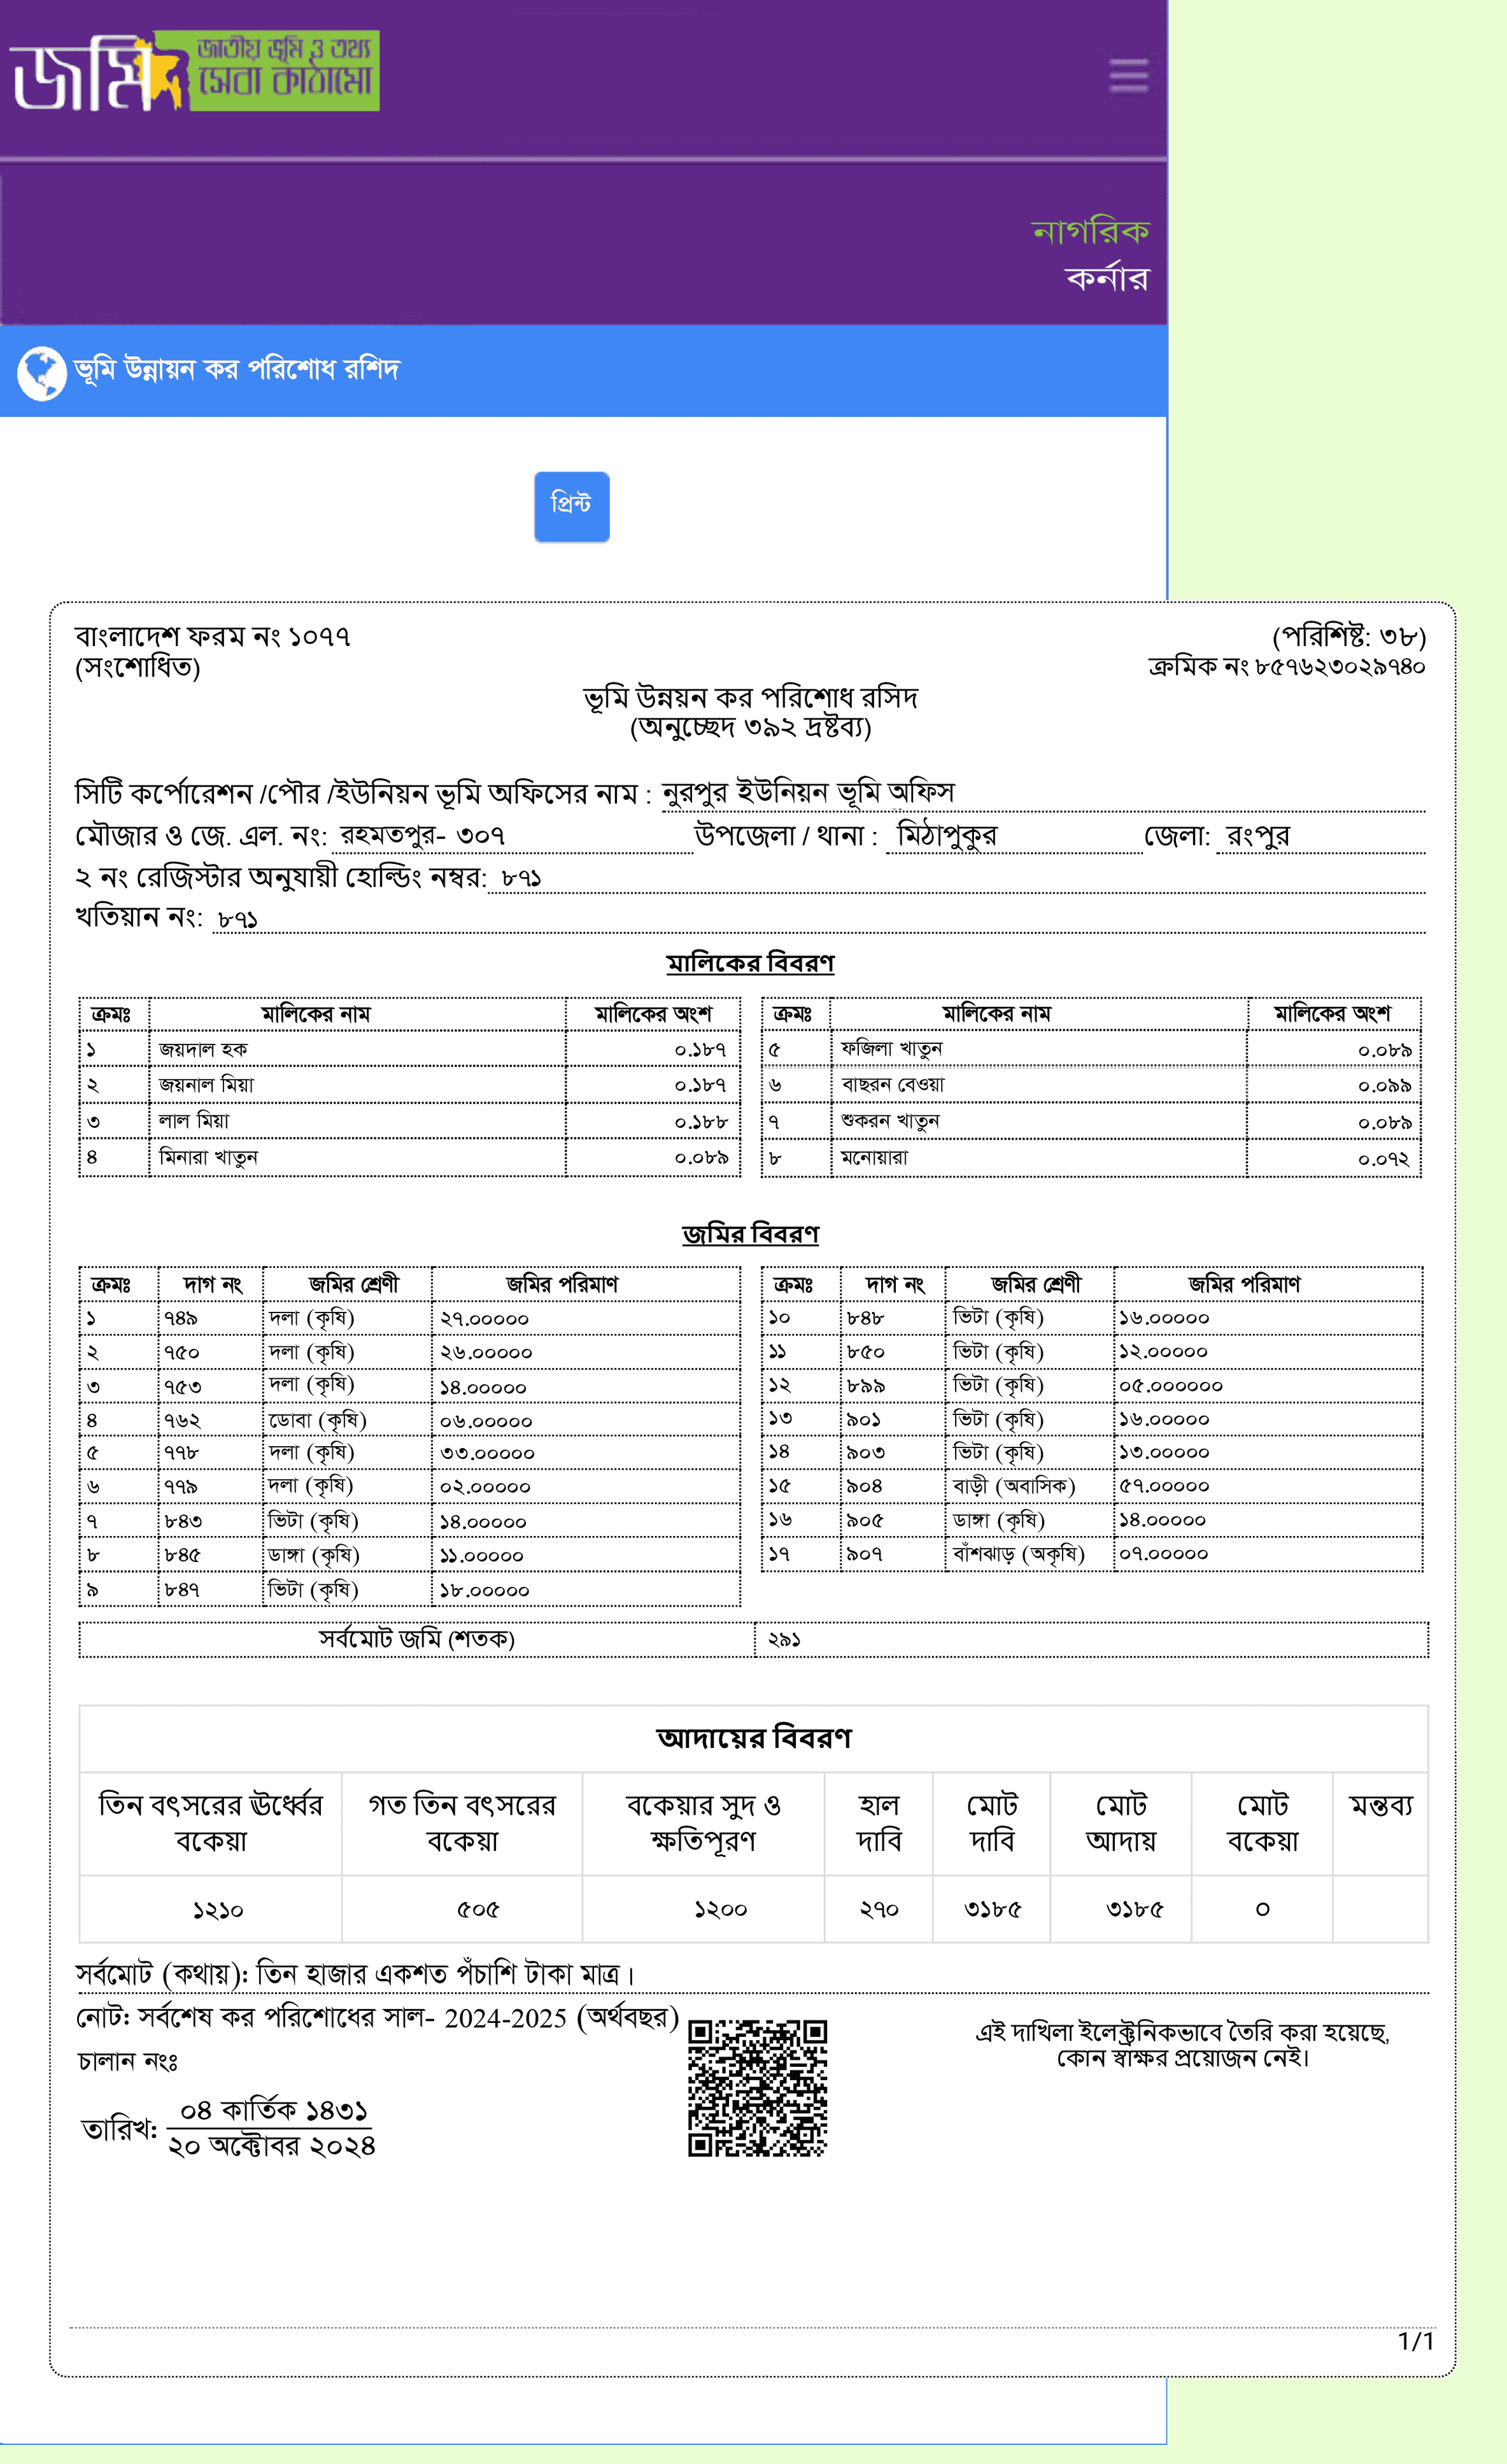 জমি জাতীয় ভূমি ও তথ্য
সেবা কাঠামো
নাগরিক
কর্নার
ভূমি উন্নায়ন কর পরিশোধ রশিদ
প্রিন্ট
বাংলাদেশ ফরম নং ১০৭৭ (পরিশিষ্ট: ৩৮)
(সংশোধিত) ক্রমিক নং ৮৫৭৬২৩০২৯৭৪০
ভূমি উন্নয়ন কর পরিশোধ রসিদ
(অনুচ্ছেদ ৩৯২ দ্রষ্টব্য)
সিটি কর্পোরেশন /পৌর /ইউনিয়ন ভূমি অফিসের নাম : নুরপুর ইউনিয়ন ভূমি অফিস
মৌজার ও জে. এল. নং: রহমতপুর- ৩০৭ উপজেলা / থানা : মিঠাপুকুর জেলা: রংপুর
২ নং রেজিস্টার অনুযায়ী হোল্ডিং নম্বর: ৮৭১
খতিয়ান নং: ৮৭১
মালিকের বিবরণ
ক্রমঃ মালিকের নাম মালিকের অংশ ক্রমঃ মালিকের নাম মালিকের অংশ
১ জয়দাল হক ০.১৮৭ ৫ ফজিলা খাতুন ০.০৮৯
২ জয়নাল মিয়া ০.১৮৭ ৬ বাছরন বেওয়া ০.০৯৯
৩ লাল মিয়া ০.১৮৮ ৭ শুকরন খাতুন ০.০৮৯
৪ মিনারা খাতুন ০.০৮৯ ৮ মনোয়ারা ০.০৭২
জমির বিবরণ
ক্রমঃ দাগ নং জমির শ্রেণী জমির পরিমাণ ক্রমঃ দাগ নং জমির শ্রেণী জমির পরিমাণ
১ ৭৪৯ দলা (কৃষি) ২৭.০০০০০ ১০ ৮৪৮ ভিটা (কৃষি) ১৬.০০০০০
২ ৭৫০ দলা (কৃষি) ২৬.০০০০০ ১১ ৮৫০ ভিটা (কৃষি) ১২.০০০০০
৩ ৭৫৩ দলা (কৃষি) ১৪.০০০০০ ১২ ৮৯৯ ভিটা (কৃষি) ০৫.০০০০০০
৪ ৭৬২ ডোবা (কৃষি) ০৬.০০০০০ ১৩ ৯০১ ভিটা (কৃষি) ১৬.০০০০০
৫ ৭৭৮ দলা (কৃষি) ৩৩.০০০০০ ১৪ ৯০৩ ভিটা (কৃষি) ১৩.০০০০০
৬ ৭৭৯ দলা (কৃষি) ০২.০০০০০ ১৫ ৯০৪ বাড়ী (অবাসিক) ৫৭.০০০০০
৭ ৮৪৩ ভিটা (কৃষি) ১৪.০০০০০ ১৬ ৯০৫ ডাঙ্গা (কৃষি) ১৪.০০০০০
৮ ৮৪৫ ডাঙ্গা (কৃষি) ১১.০০০০০ ১৭ ৯০৭ বাঁশঝাড় (অকৃষি) ০৭.০০০০০
৯ ৮৪৭ ভিটা (কৃষি) ১৮.০০০০০
সর্বমোট জমি (শতক) ২৯১
আদায়ের বিবরণ
তিন বৎসরের ঊর্ধ্বের গত তিন বৎসরের বকেয়ার সুদ ও হাল মোট মোট মোট মন্তব্য
বকেয়া বকেয়া ক্ষতিপূরণ দাবি দাবি আদায় বকেয়া
১২১০ ৫০৫ ১২০০ ২৭০ ৩১৮৫ ৩১৮৫ ০
সর্বমোট (কথায়): তিন হাজার একশত পঁচাশি টাকা মাত্র।
নোট: সর্বশেষ কর পরিশোধের সাল- 2024-2025 (অর্থবছর)
এই দাখিলা ইলেক্ট্রনিকভাবে তৈরি করা হয়েছে,
কোন স্বাক্ষর প্রয়োজন নেই।
চালান নংঃ
তারিখ: ০৪ কার্তিক ১৪৩১
২০ অক্টোবর ২০২৪
1/1